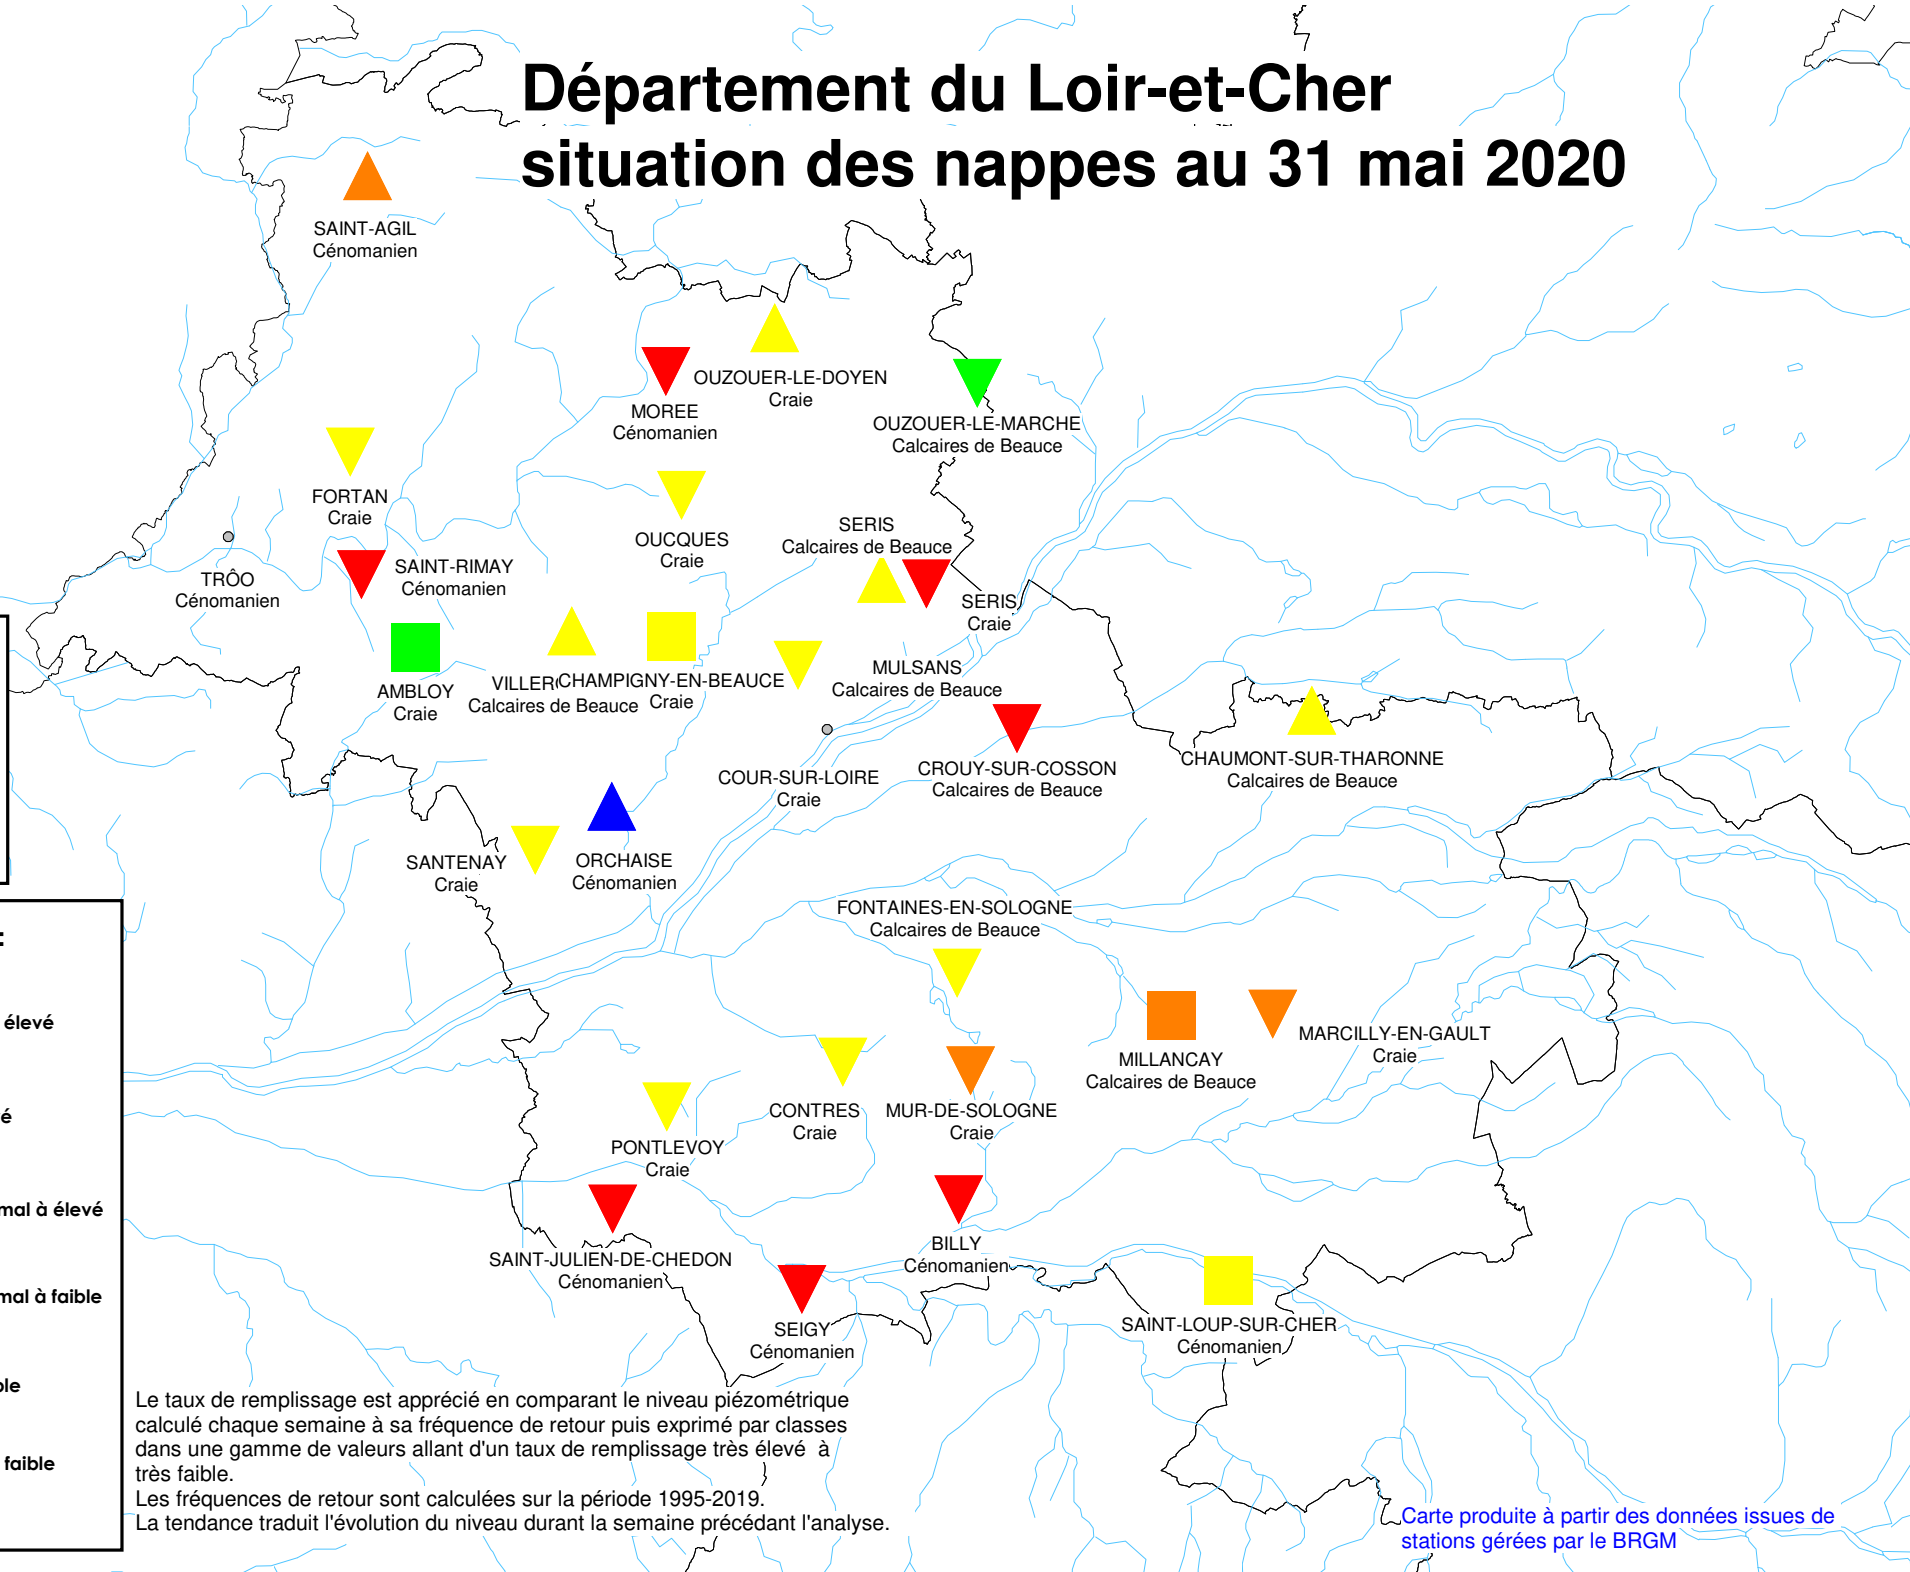 Département du Loir-et-Cher
situation des nappes au 31 mai 2020
SAINT-AGIL
Cénomanien
OUZOUER-LE-DOYEN
Craie
MOREE
Cénomanien
OUZOUER-LE-MARCHE
Calcaires de Beauce
FORTAN
Craie
OUCQUES
Craie
SERIS
Calcaires de Beauce
SAINT-RIMAY
Cénomanien
TRÔO
Cénomanien
SERIS
Craie
AMBLOY
Craie
VILLER
Calcaires de Beauce
CHAMPIGNY-EN-BEAUCE
Craie
MULSANS
Calcaires de Beauce
COUR-SUR-LOIRE
Craie
CROUY-SUR-COSSON
Calcaires de Beauce
CHAUMONT-SUR-THARONNE
Calcaires de Beauce
SANTENAY
Craie
ORCHAISE
Cénomanien
FONTAINES-EN-SOLOGNE
Calcaires de Beauce
MILLANCAY
Calcaires de Beauce
MARCILLY-EN-GAULT
Craie
CONTRES
Craie
MUR-DE-SOLOGNE
Craie
PONTLEVOY
Craie
SAINT-JULIEN-DE-CHEDON
Cénomanien
BILLY
Cénomanien
SEIGY
Cénomanien
SAINT-LOUP-SUR-CHER
Cénomanien
:
élevé
é
mal à élevé
mal à faible
ble
faible
Le taux de remplissage est apprécié en comparant le niveau piézométrique
calculé chaque semaine à sa fréquence de retour puis exprimé par classes
dans une gamme de valeurs allant d'un taux de remplissage très élevé à
très faible.
Les fréquences de retour sont calculées sur la période 1995-2019.
La tendance traduit l'évolution du niveau durant la semaine précédant l'analyse.
Carte produite à partir des données issues de
stations gérées par le BRGM